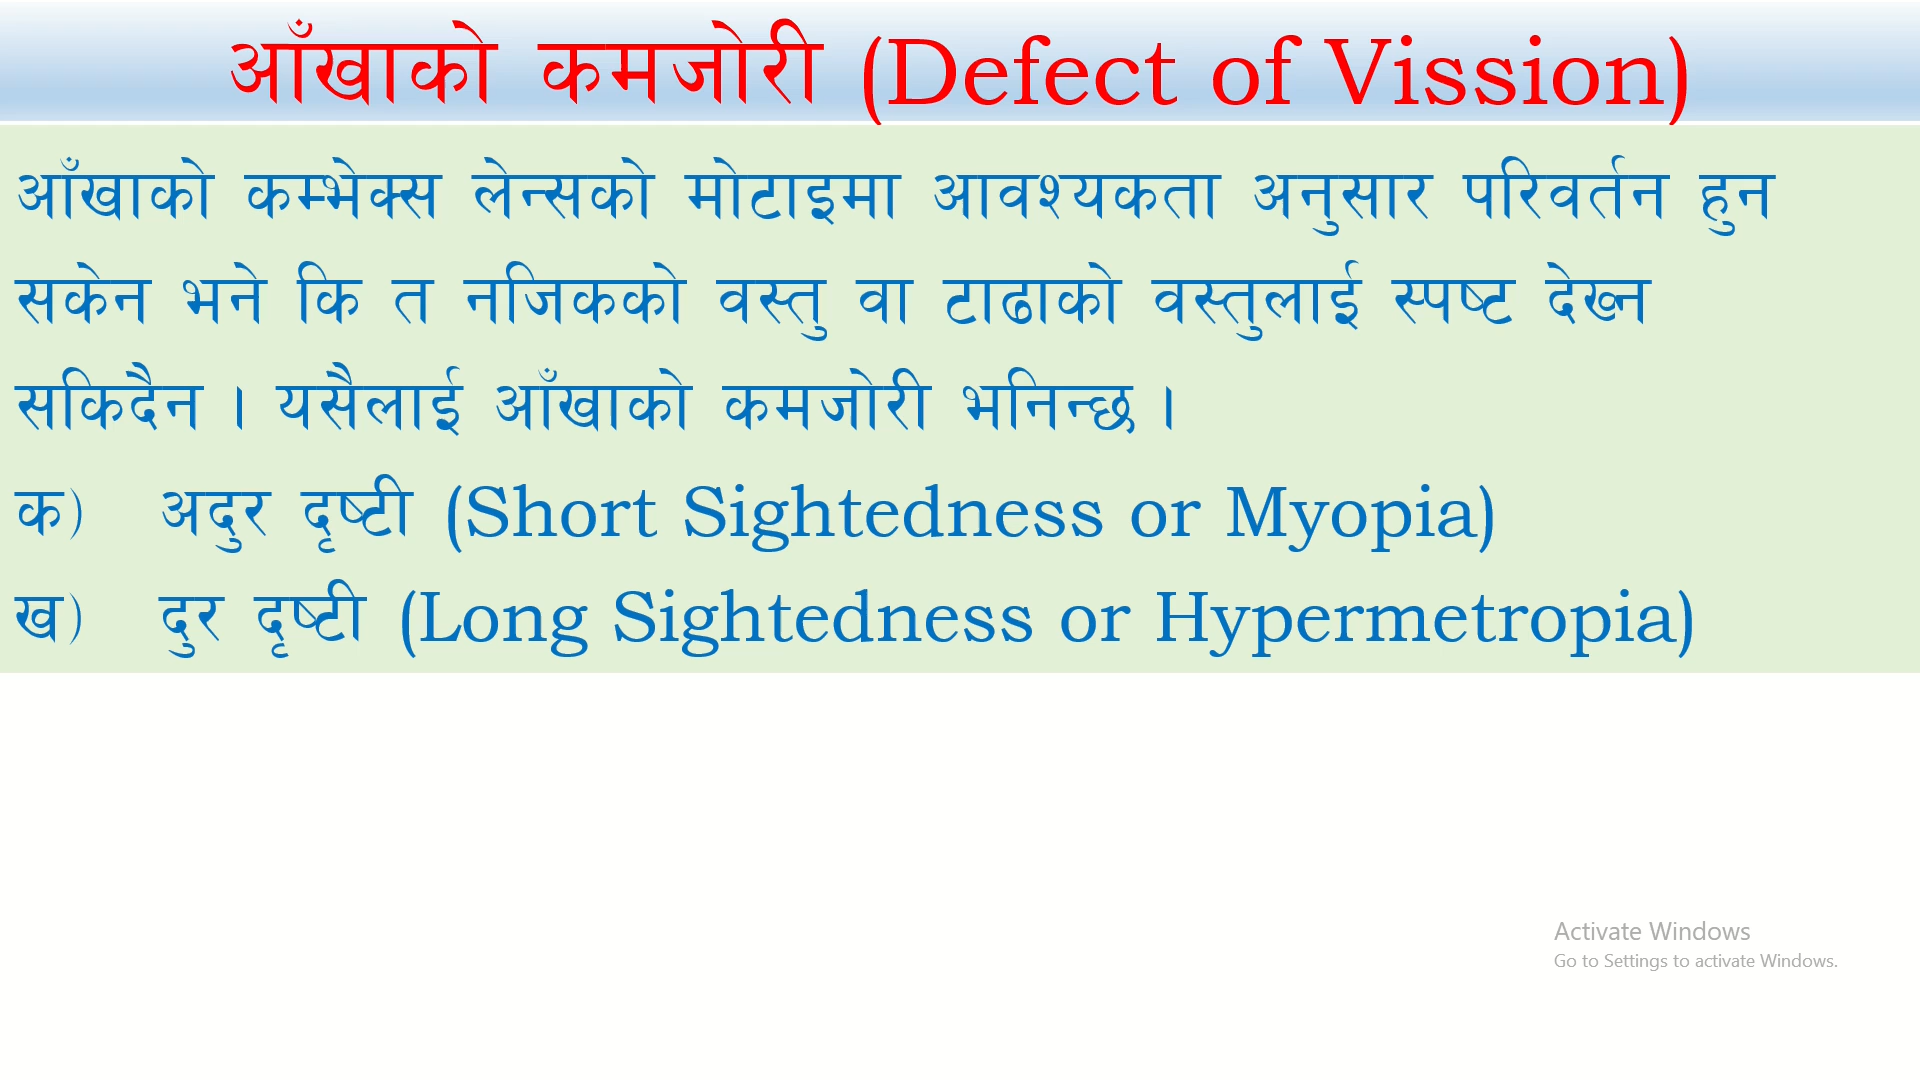 आँखाको कमजोरी (Defect of Vission)
आँखाको कम्भेक्स लेन्सको मोटाइमा आवश्यकता अनुसार परिवर्तन हुन
सकेन भने कि त नजिकको वस्तु वा टाढाको वस्तुलाई स्पष्ट देख्न
सकिदैन । यसैलाई आँखाको कमजोरी भनिन्छ ।
क) अदुर दृष्टी (Short Sightedness or Myopia)
ख) दुर दृष्टी (Long Sightedness or Hypermetropia)
Activate Windows
Go to Settings to activate Windows.